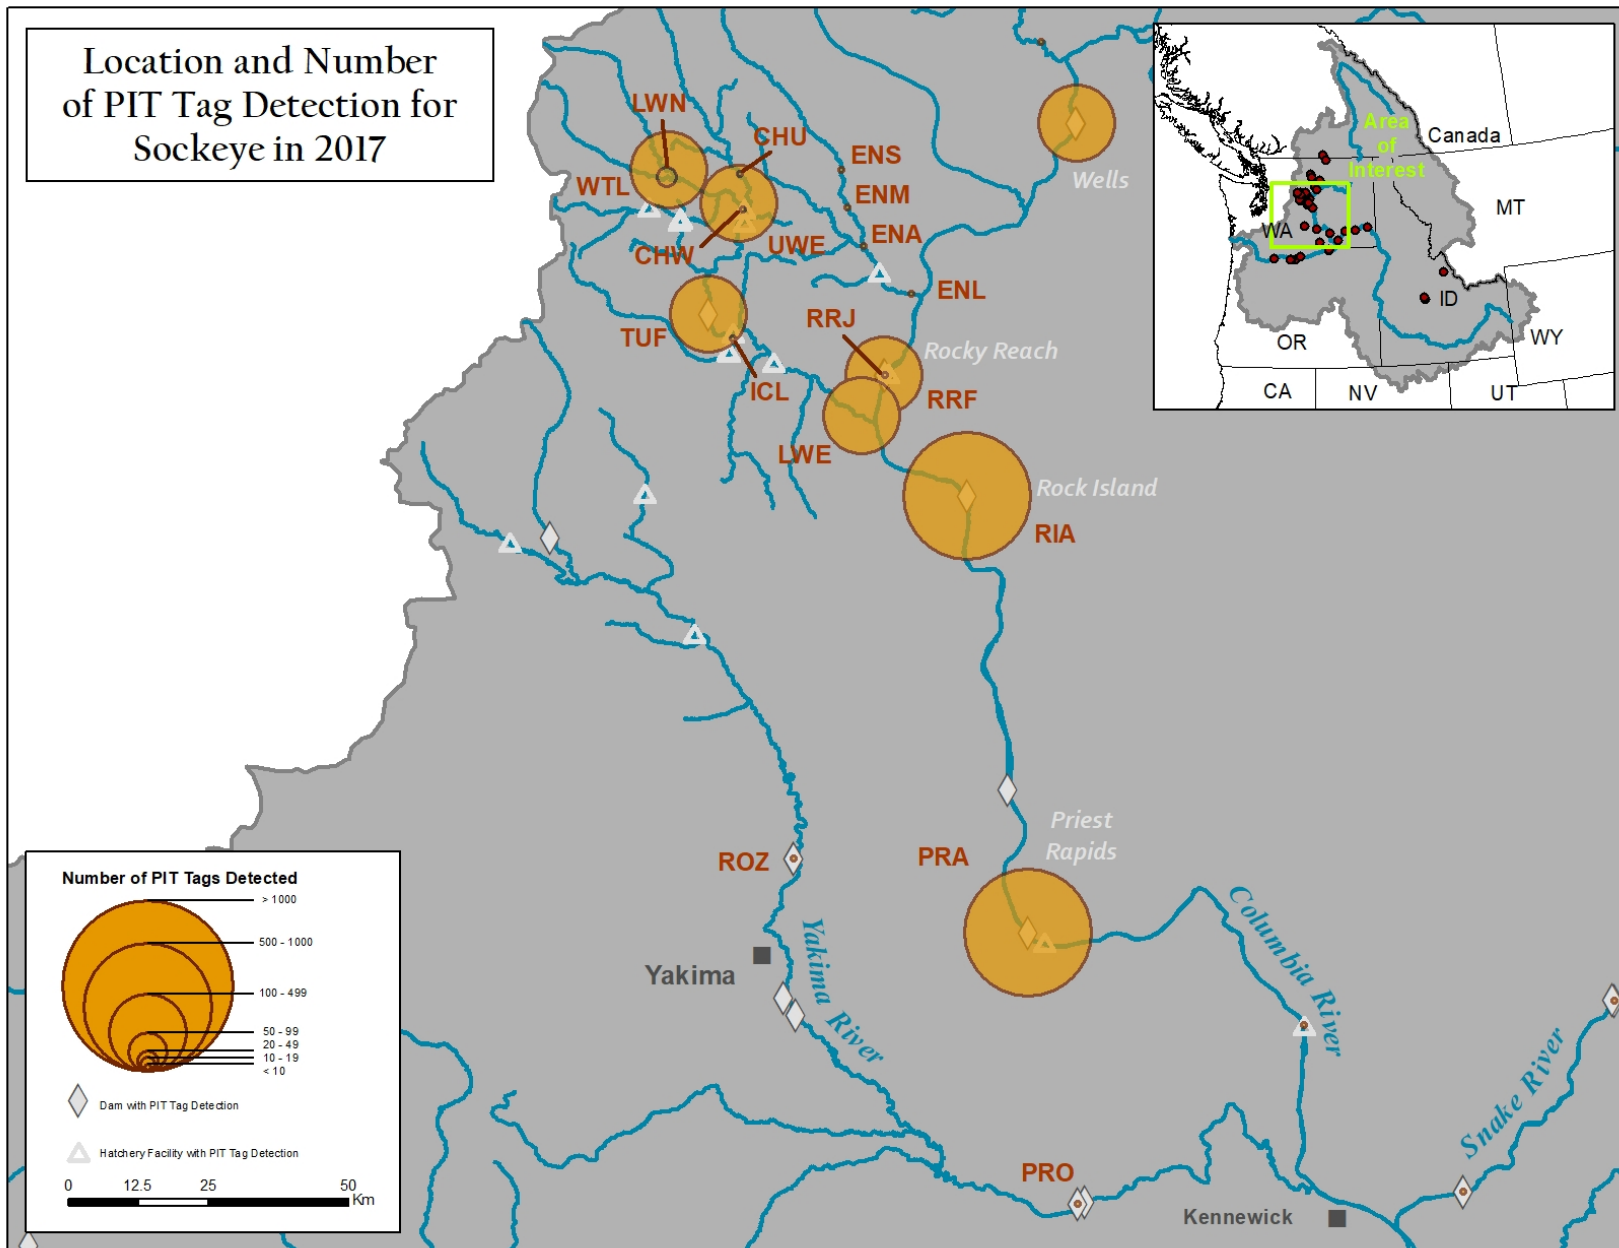 Location and Number
of PIT Tag Detection for
Sockeye in 2017
LWN
CHU
WTL
ENS
ENM
CHW
UWE
ENA
Wells
ENL
TUF
RRJ
Rocky Reach
ICL
RRF
LWE
Rock Island
RIA
Priest
Rapids
PRA
ROZ
Yakima
Yakima River
Columbia River
Snake River
PRO
Kennewick
Area
of
Interest
Canada
WA
MT
ID
OR
WY
CA
NV
UT
Number of PIT Tags Detected
> 1000
500 - 1000
100 - 499
50 - 99
20 - 49
10 - 19
< 10
Dam with PIT Tag Detection
Hatchery Facility with PIT Tag Detection
0 12.5 25 50
Km